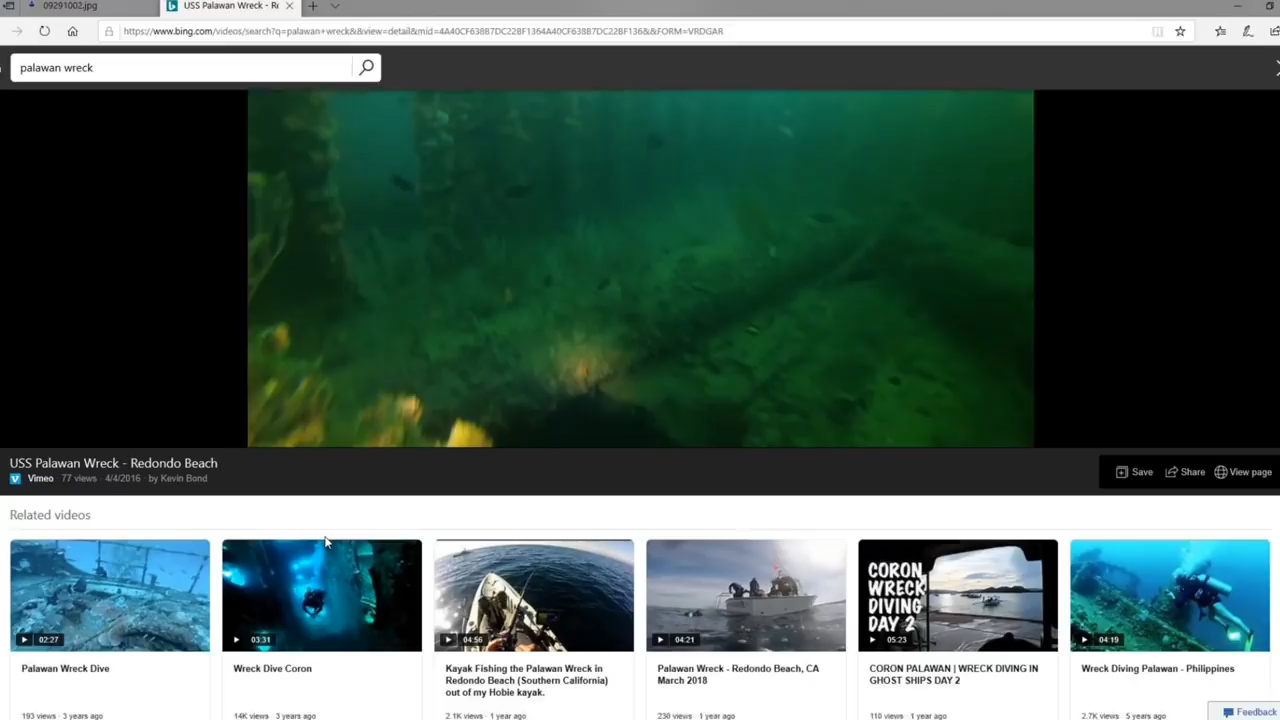 09291002.jpg
USS Palawan Wreck - Re
https://www.bing.com/videos/search?q=palawan+wreck&&view=detail&mid=4A40CF638B7DC22BF1364A40CF638B7DC22BF136&&FORM=VRDGAR
palawan wreck
USS Palawan Wreck - Redondo Beach
Vimeo · 77 views · 4/4/2016 · by Kevin Bond
Save Share View page
Related videos
02:27
03:31
04:56
04:21
CORON
WRECK
DIVING
DAY 2
05:23
04:19
Palawan Wreck Dive
193 views · 3 years ago
Wreck Dive Coron
14K views · 3 years ago
Kayak Fishing the Palawan Wreck in
Redondo Beach (Southern California)
out of my Hobie kayak.
2.1K views · 1 year ago
Palawan Wreck - Redondo Beach, CA
March 2018
230 views · 1 year ago
CORON PALAWAN | WRECK DIVING IN
GHOST SHIPS DAY 2
110 views · 1 year ago
Wreck Diving Palawan - Philippines
2.7K views · 5 years ago
Feedback